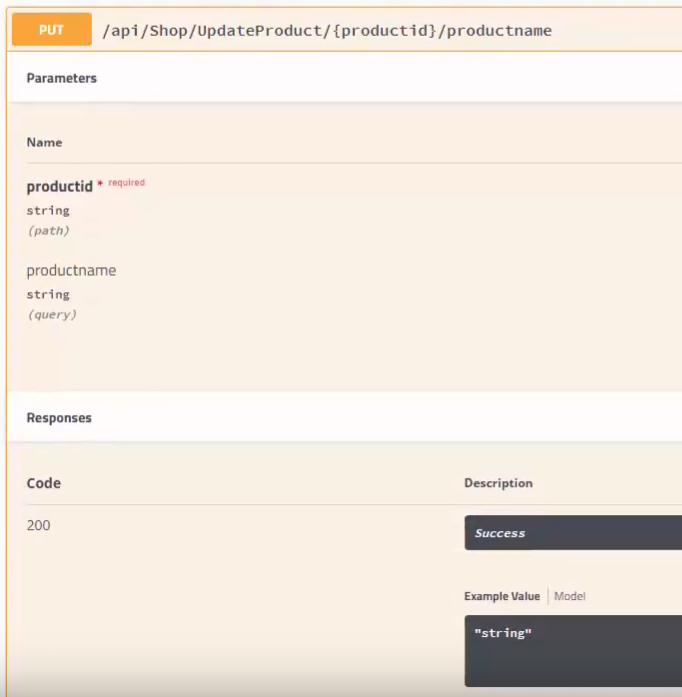 PUT /api/Shop/UpdateProduct/{productid}/productname
Parameters
Name
productid * required
string
(path)
productname
string
(query)
Responses
Code Description
200 Success
Example Value Model
"string"